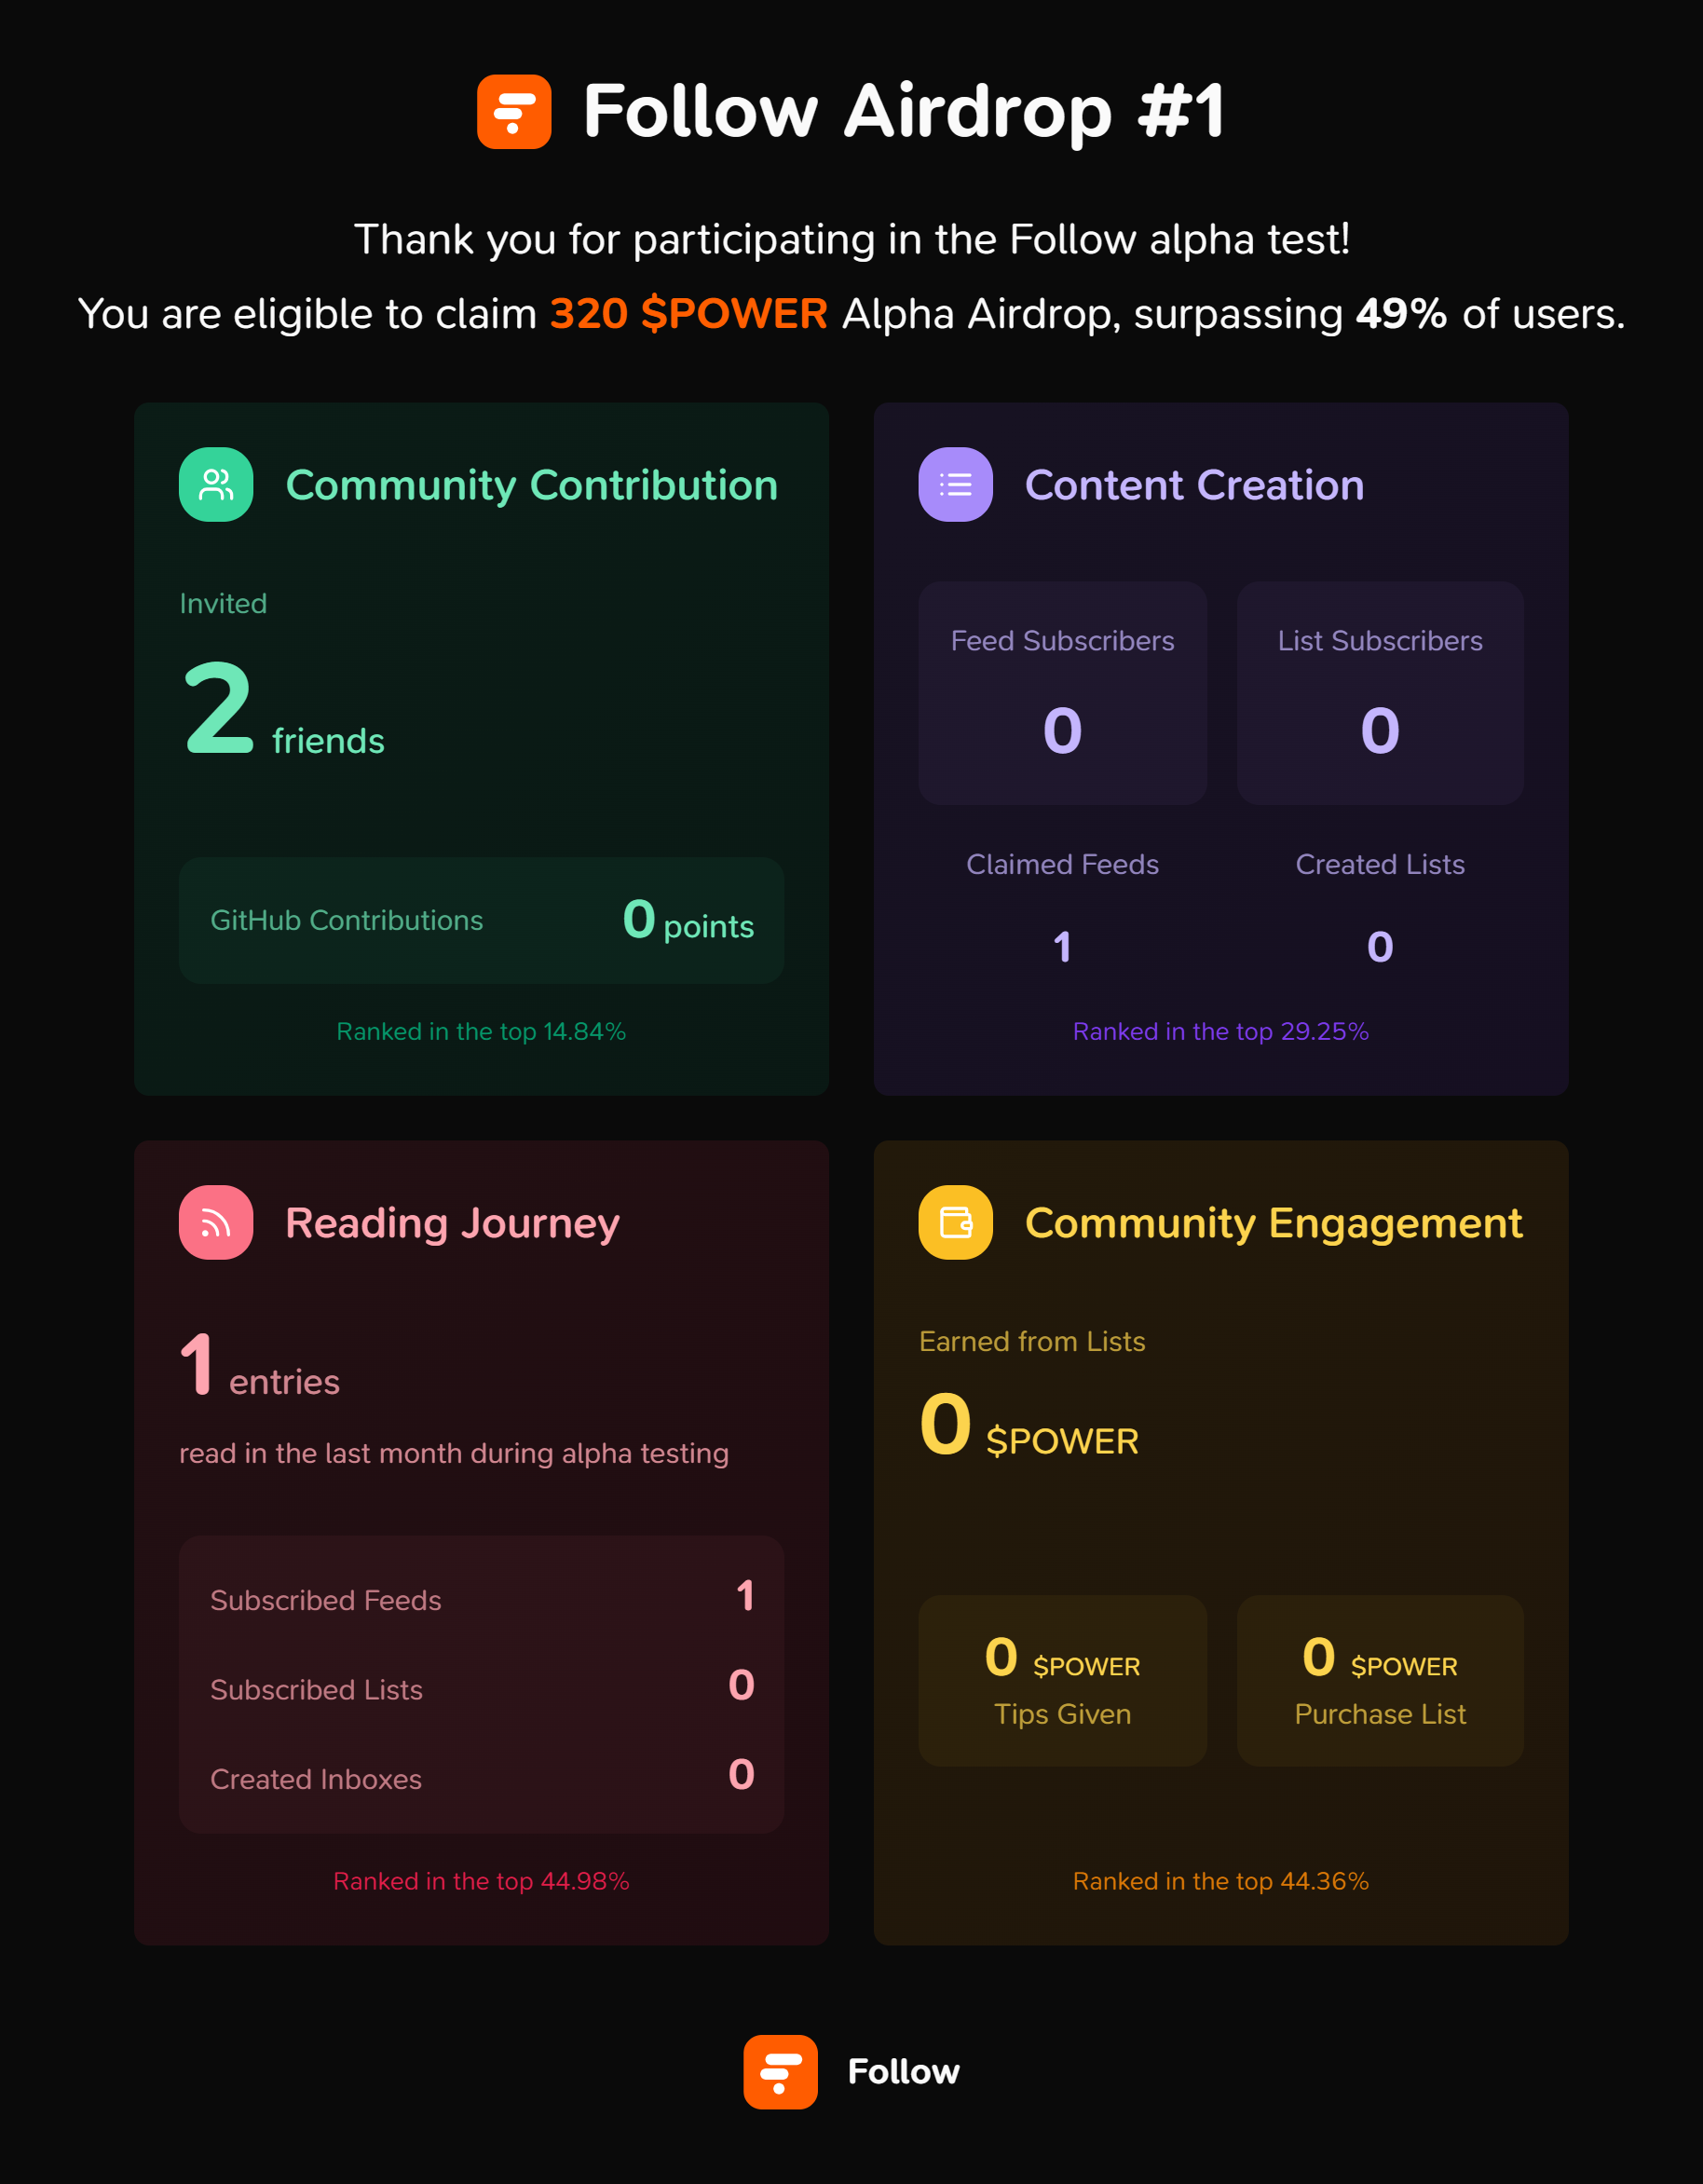 Follow Airdrop #1
Thank you for participating in the Follow alpha test!
You are eligible to claim 320 $POWER Alpha Airdrop, surpassing 49% of users.
Community Contribution
Invited
2 friends
GitHub Contributions 0 points
Ranked in the top 14.84%
Content Creation
Feed Subscribers
0
List Subscribers
0
Claimed Feeds
1
Created Lists
0
Ranked in the top 29.25%
Reading Journey
1 entries
read in the last month during alpha testing
Subscribed Feeds 1
Subscribed Lists 0
Created Inboxes 0
Ranked in the top 44.98%
Community Engagement
Earned from Lists
0 $POWER
0 $POWER
Tips Given
0 $POWER
Purchase List
Ranked in the top 44.36%
Follow